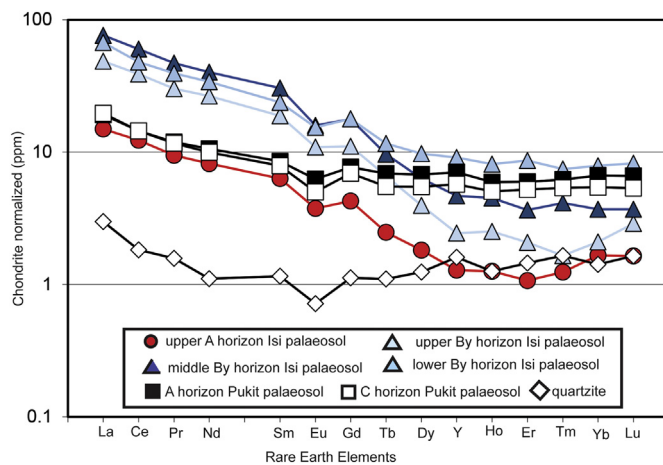 100
10
1
0.1
Chondrite normalized (ppm)
upper A horizon Isi palaeosol
upper By horizon Isi palaeosol
middle By horizon Isi palaeosol
lower By horizon Isi palaeosol
A horizon Pukit palaeosol
C horizon Pukit palaeosol
quartzite
La Ce Pr Nd Sm Eu Gd Tb Dy Y Ho Er Tm Yb Lu
Rare Earth Elements